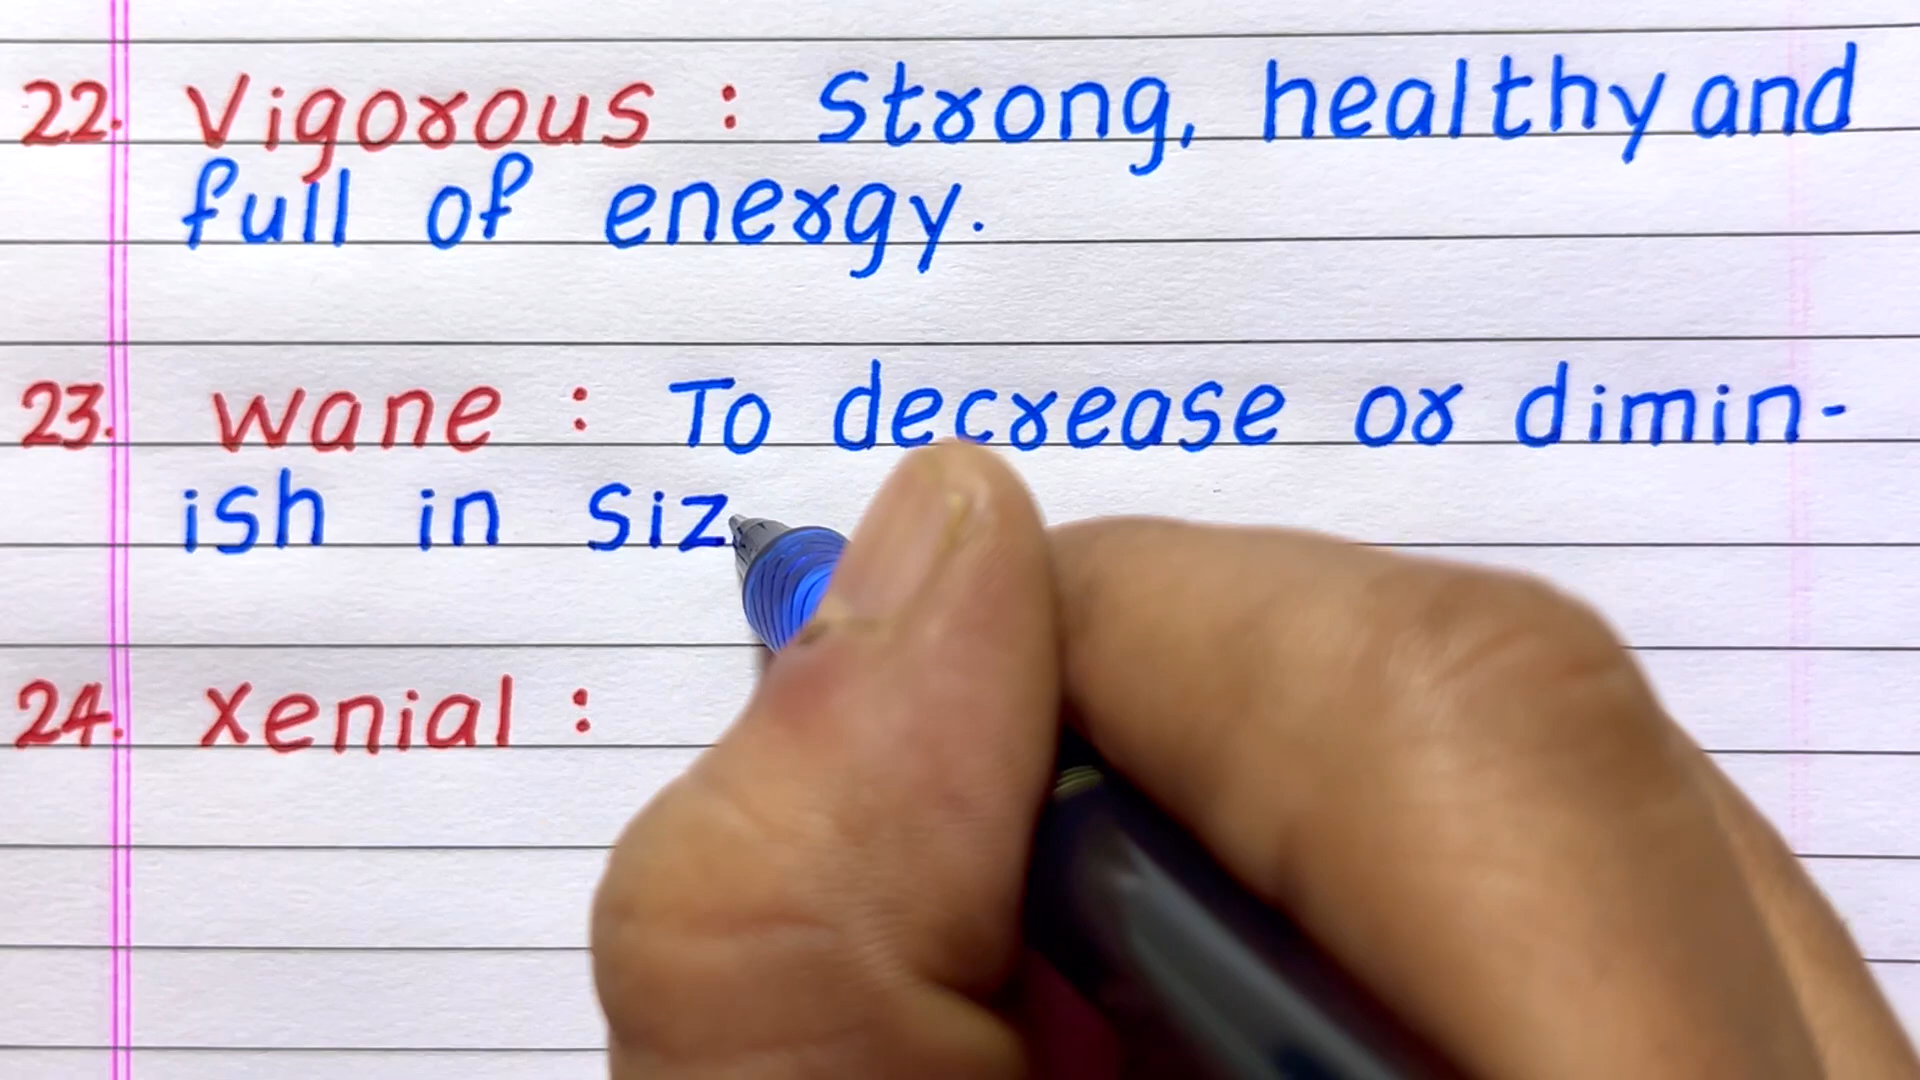 22. Vigorous : Strong, healthy and
full of energy.
23. Wane : To decrease or dimin-
ish in siz
24. Xenial :